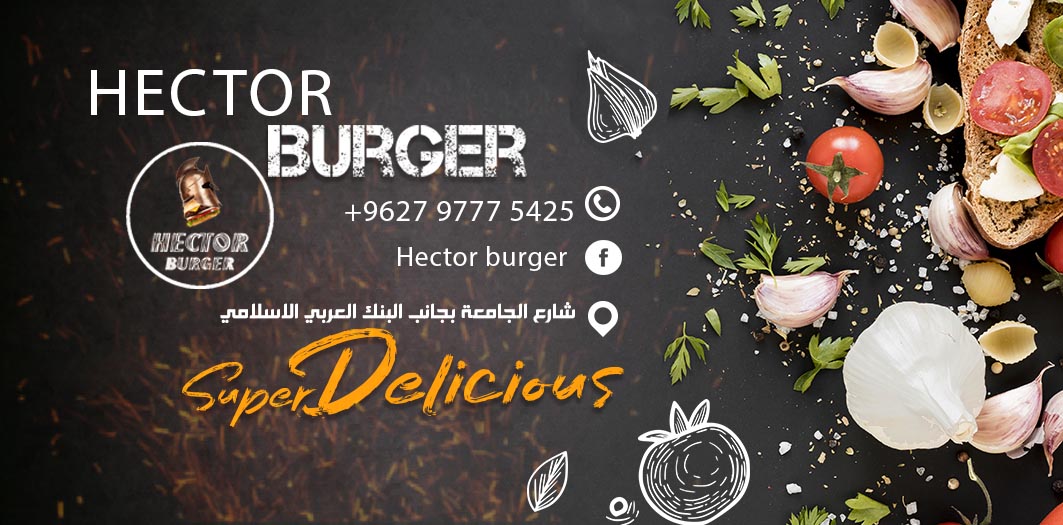 HECTOR
BURGER
HECTOR
BURGER
+9627 9777 5425
Hector burger
شارع الجامعة بجانب البنك العربي الاسلامي
Super Delicious